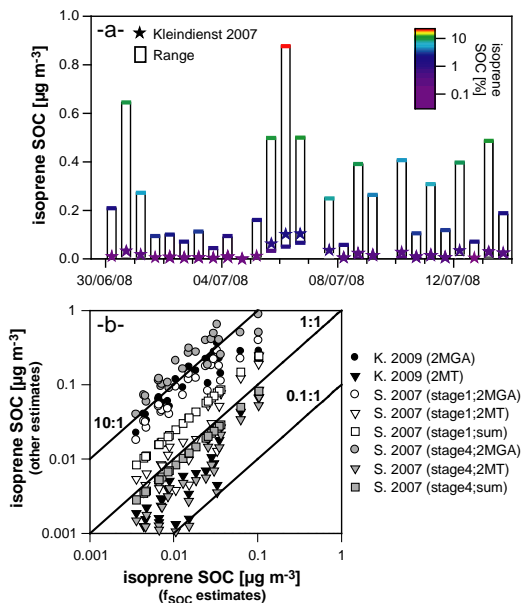 -a-
★ Kleindienst 2007
Range
isoprene SOC [µg m⁻³]
1.0
0.8
0.6
0.4
0.2
0.0
10
1
0.1
isoprene
SOC [%]
30/06/08
04/07/08
08/07/08
12/07/08
-b-
1:1
10:1
0.1:1
isoprene SOC [µg m⁻³]
(other estimates)
1
0.1
0.01
0.001
0.001
0.01
0.1
1
isoprene SOC [µg m⁻³]
(fSOC estimates)
K. 2009 (2MGA)
K. 2009 (2MT)
S. 2007 (stage1;2MGA)
S. 2007 (stage1;2MT)
S. 2007 (stage1;sum)
S. 2007 (stage4;2MGA)
S. 2007 (stage4;2MT)
S. 2007 (stage4;sum)